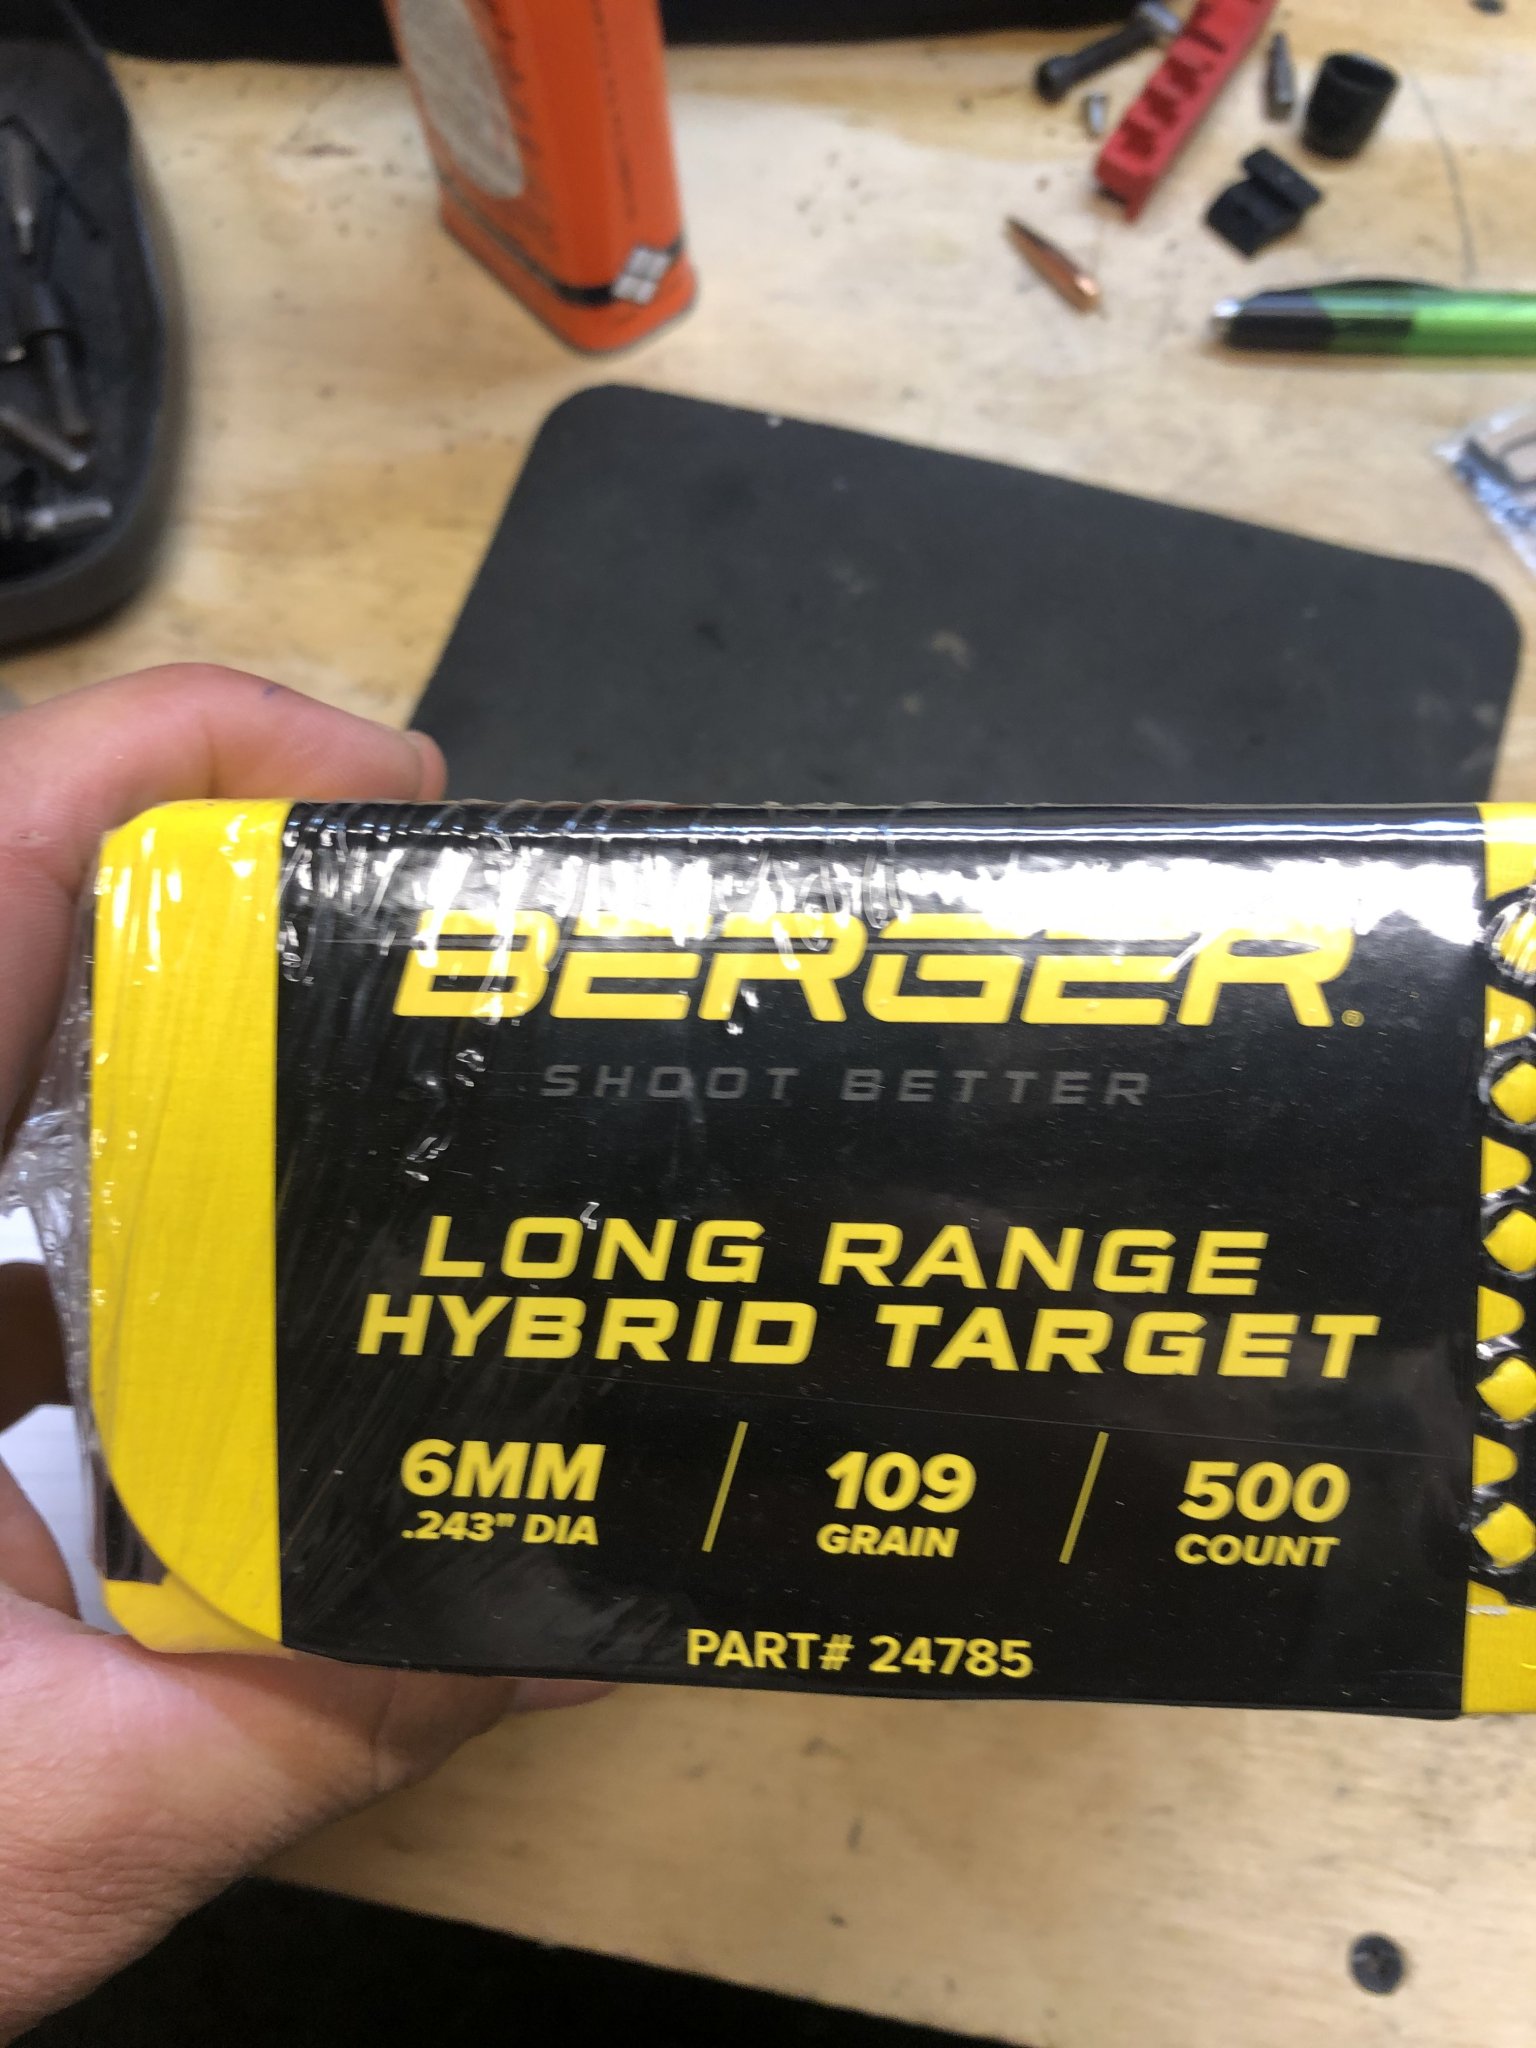 BERGER®
SHOOT BETTER
LONG RANGE
HYBRID TARGET
6MM
.243" DIA
109
GRAIN
500
COUNT
PART# 24785